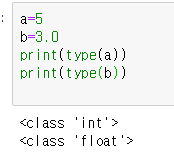 :
a=5
b=3.0
print(type(a))
print(type(b))
<class 'int'>
<class 'float'>